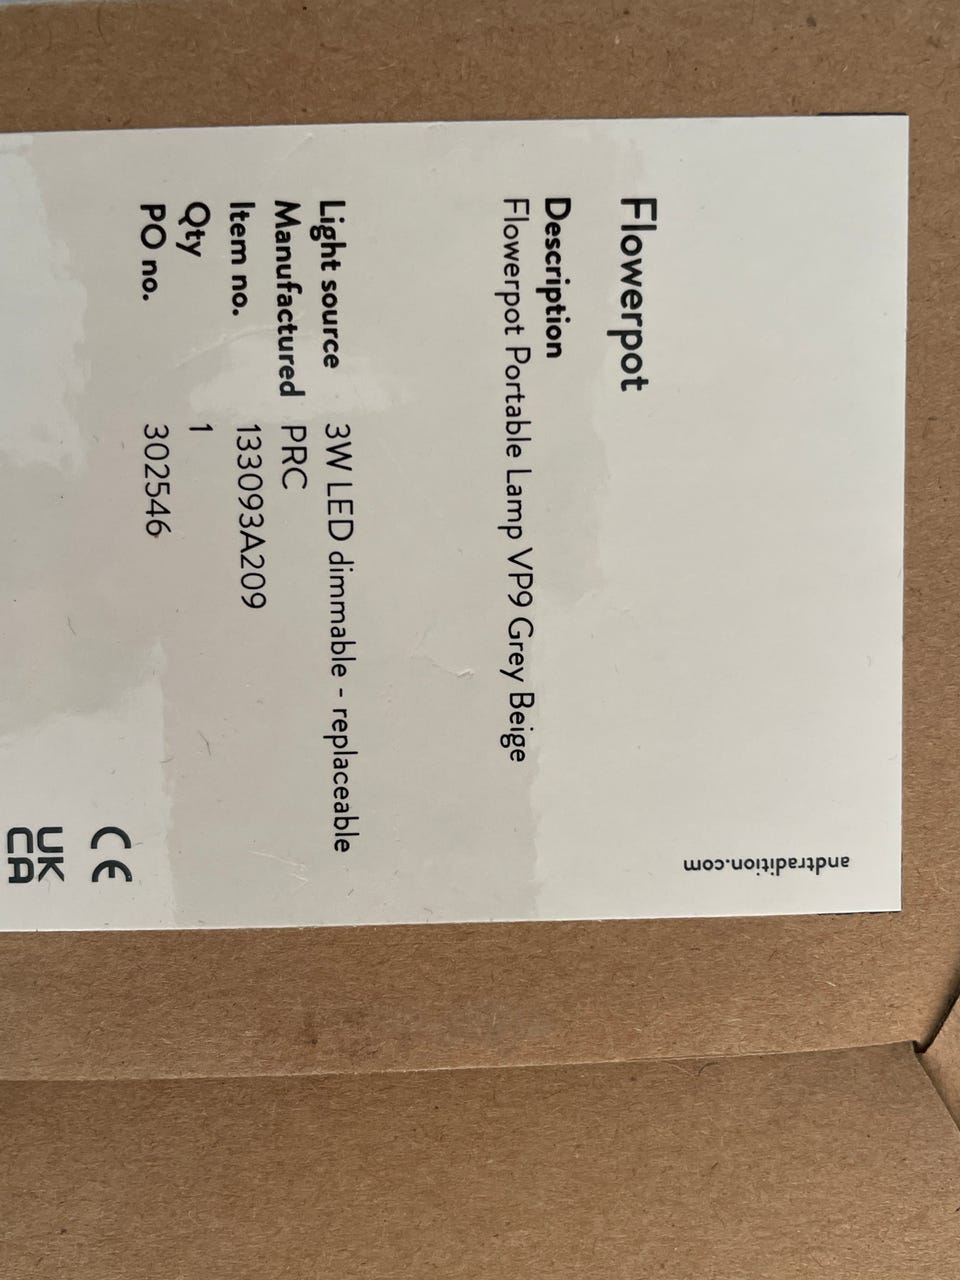 Flowerpot
andtradition.com
Description
Flowerpot Portable Lamp VP9 Grey Beige
Light source 3W LED dimmable - replaceable
Manufactured PRC
Item no. 133093A209
Qty 1
PO no. 302546
CE
UK
CA